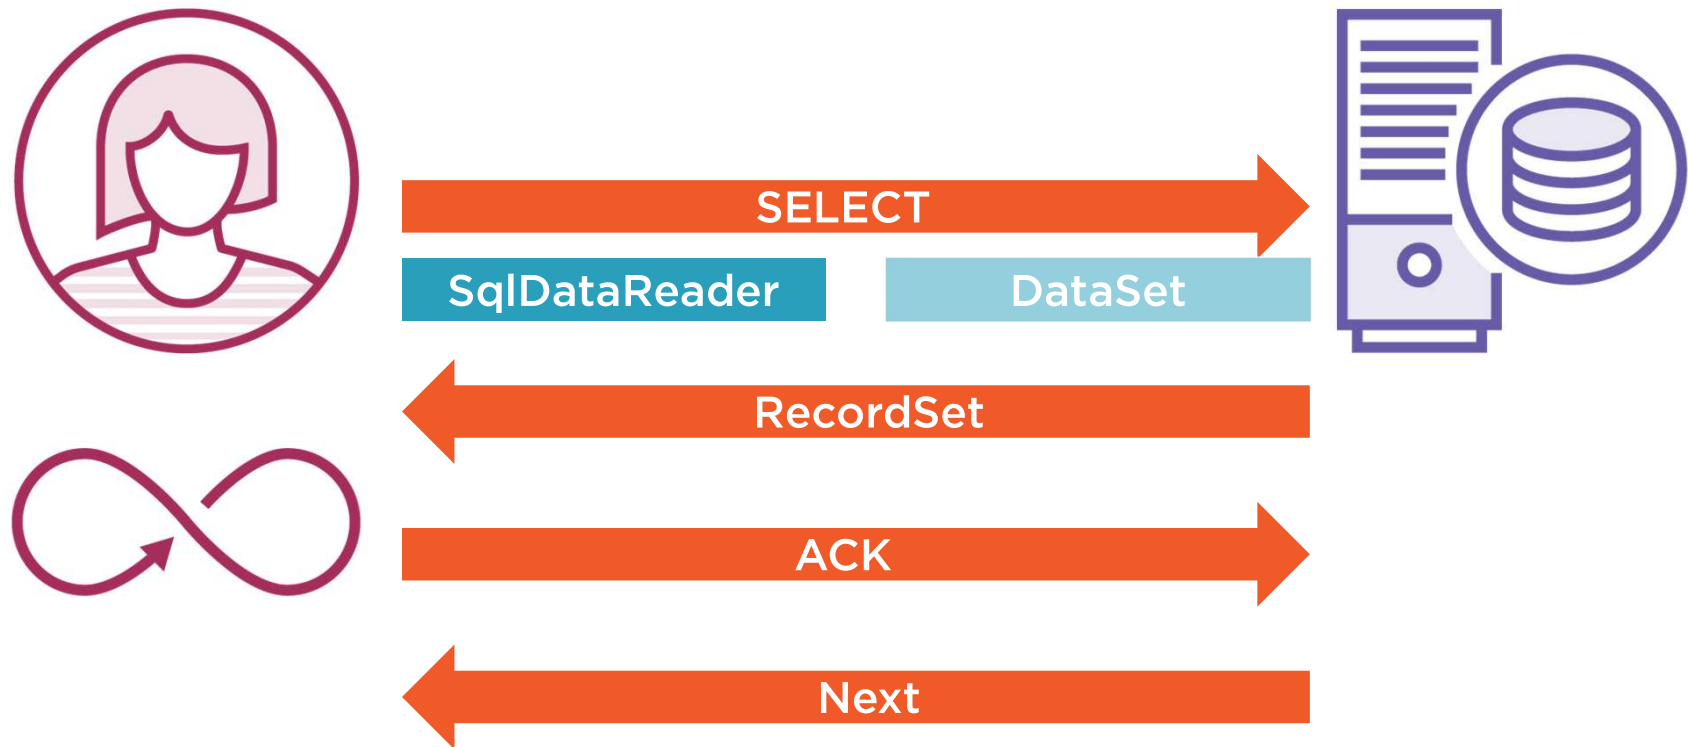 SELECT
SqlDataReader
DataSet
RecordSet
ACK
Next